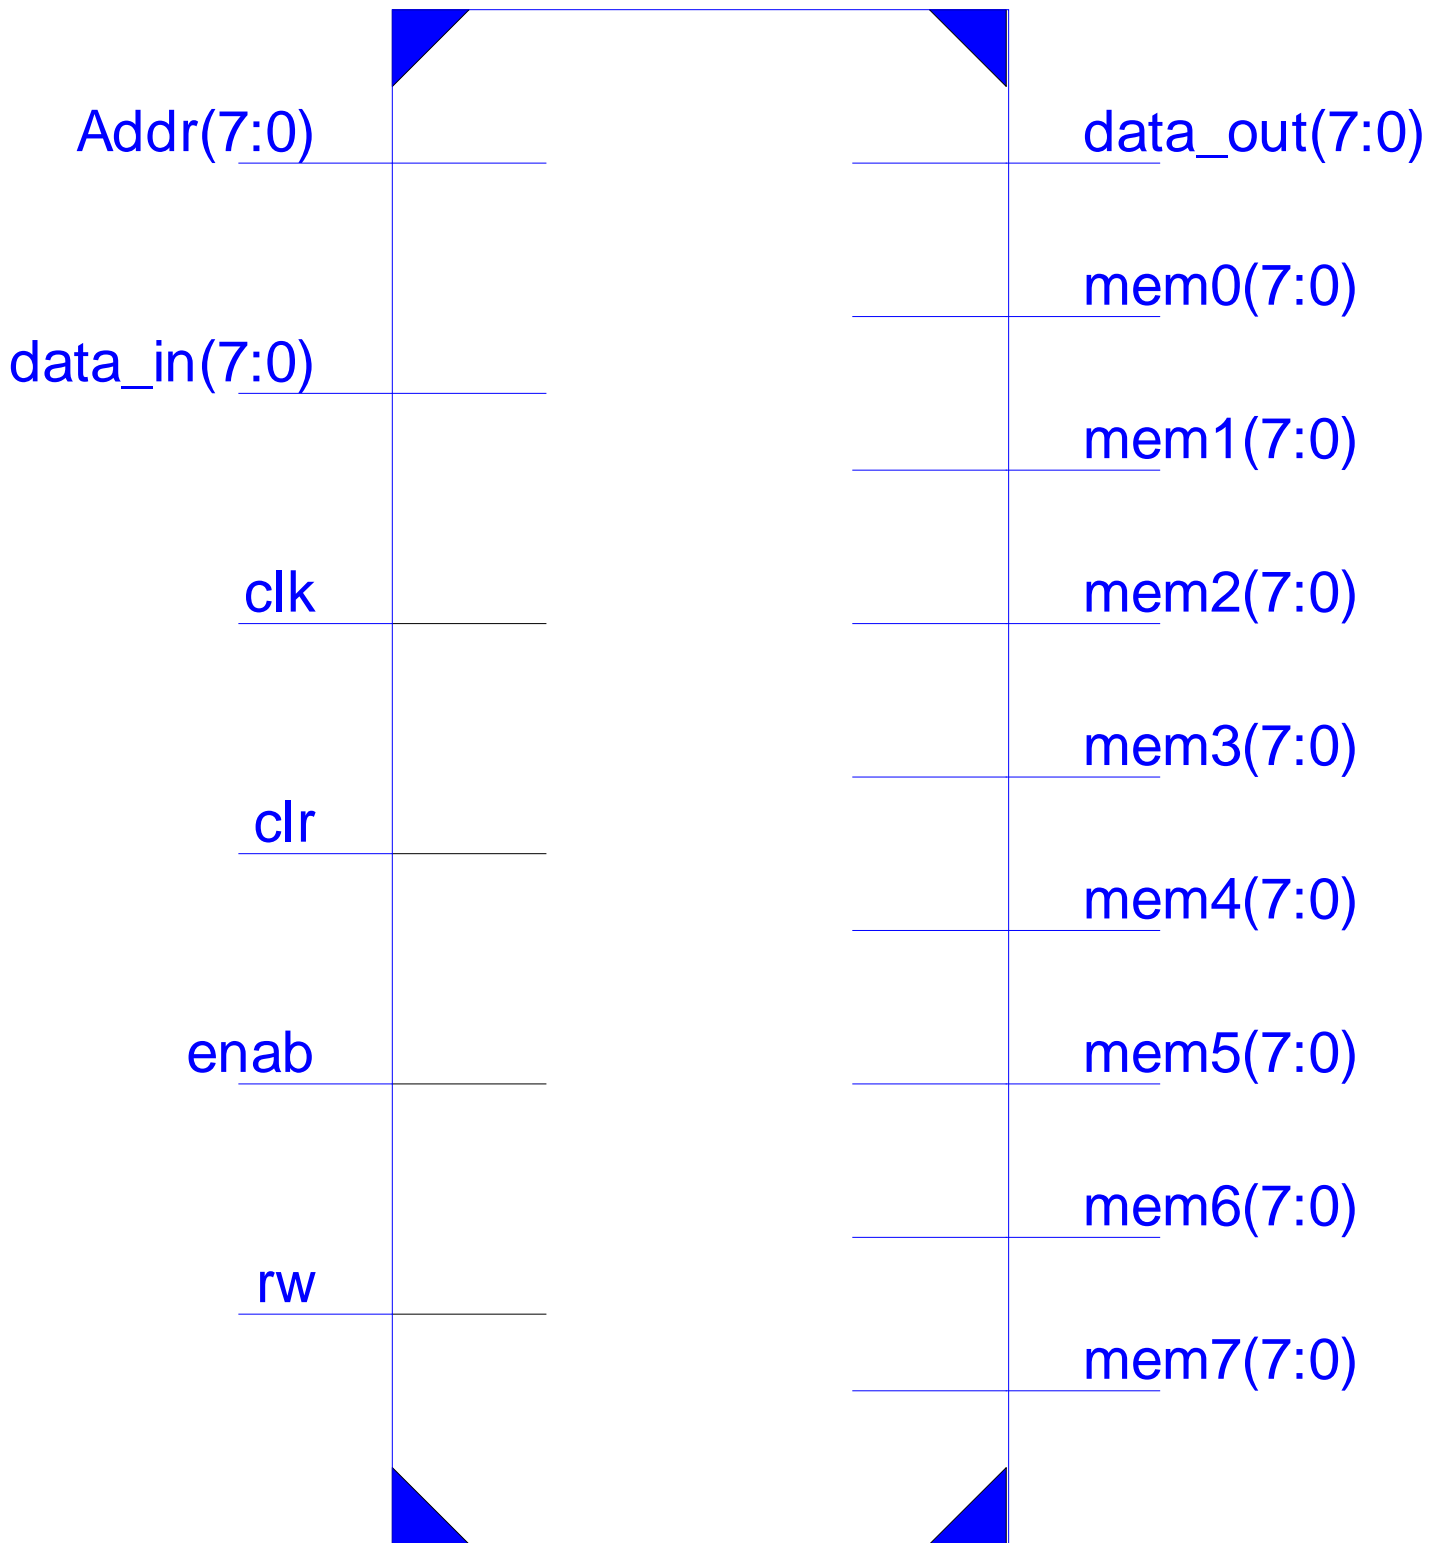 Addr(7:0)
data_in(7:0)
clk
clr
enab
rw
data_out(7:0)
mem0(7:0)
mem1(7:0)
mem2(7:0)
mem3(7:0)
mem4(7:0)
mem5(7:0)
mem6(7:0)
mem7(7:0)